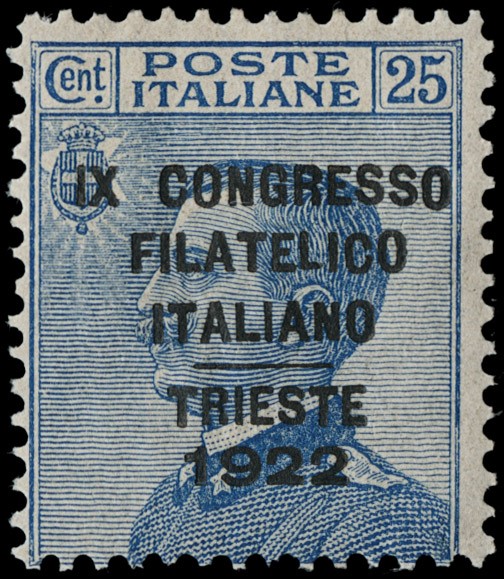 Cent.
POSTE
ITALIANE
25
IX CONGRESSO
FILATELICO
ITALIANO
TRIESTE
1922